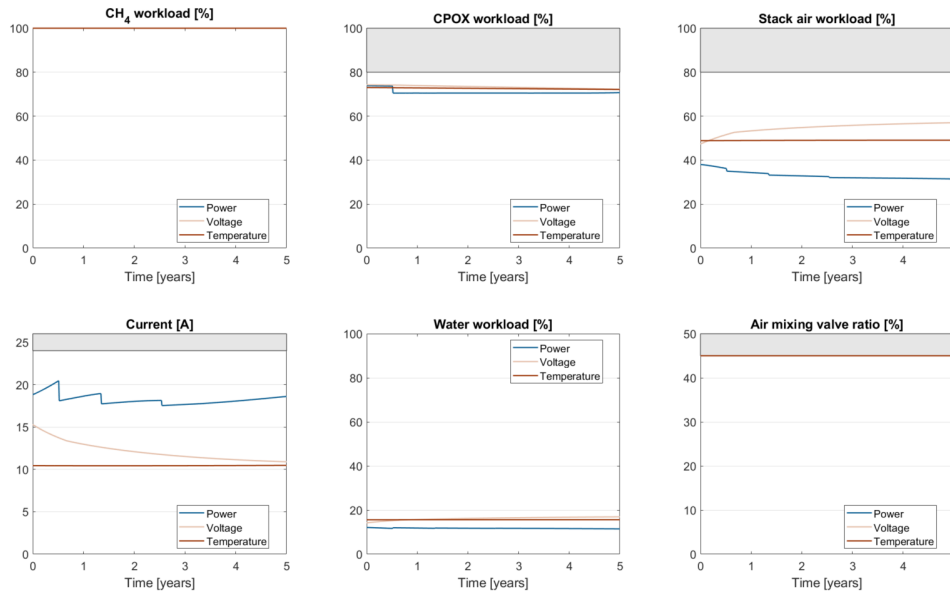 CH4 workload [%]
100
80
60
40
20
0
Power
Voltage
Temperature
0 1 2 3 4 5
Time [years]
CPOX workload [%]
100
80
60
40
20
0
Power
Voltage
Temperature
0 1 2 3 4 5
Time [years]
Stack air workload [%]
100
80
60
40
20
0
Power
Voltage
Temperature
0 1 2 3 4
Time [years]
Current [A]
25
20
15
10
5
0
Power
Voltage
Temperature
0 1 2 3 4 5
Time [years]
Water workload [%]
100
80
60
40
20
0
Power
Voltage
Temperature
0 1 2 3 4 5
Time [years]
Air mixing valve ratio [%]
50
40
30
20
10
0
Power
Voltage
Temperature
0 1 2 3 4
Time [years]